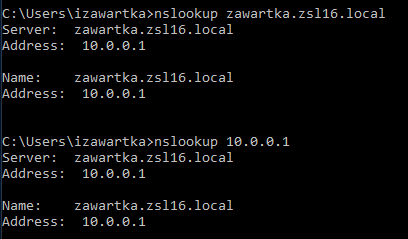 C:\Users\izawartka>nslookup zawartka.zsl16.local
Server:  zawartka.zsl16.local
Address:  10.0.0.1

Name:    zawartka.zsl16.local
Address:  10.0.0.1


C:\Users\izawartka>nslookup 10.0.0.1
Server:  zawartka.zsl16.local
Address:  10.0.0.1

Name:    zawartka.zsl16.local
Address:  10.0.0.1